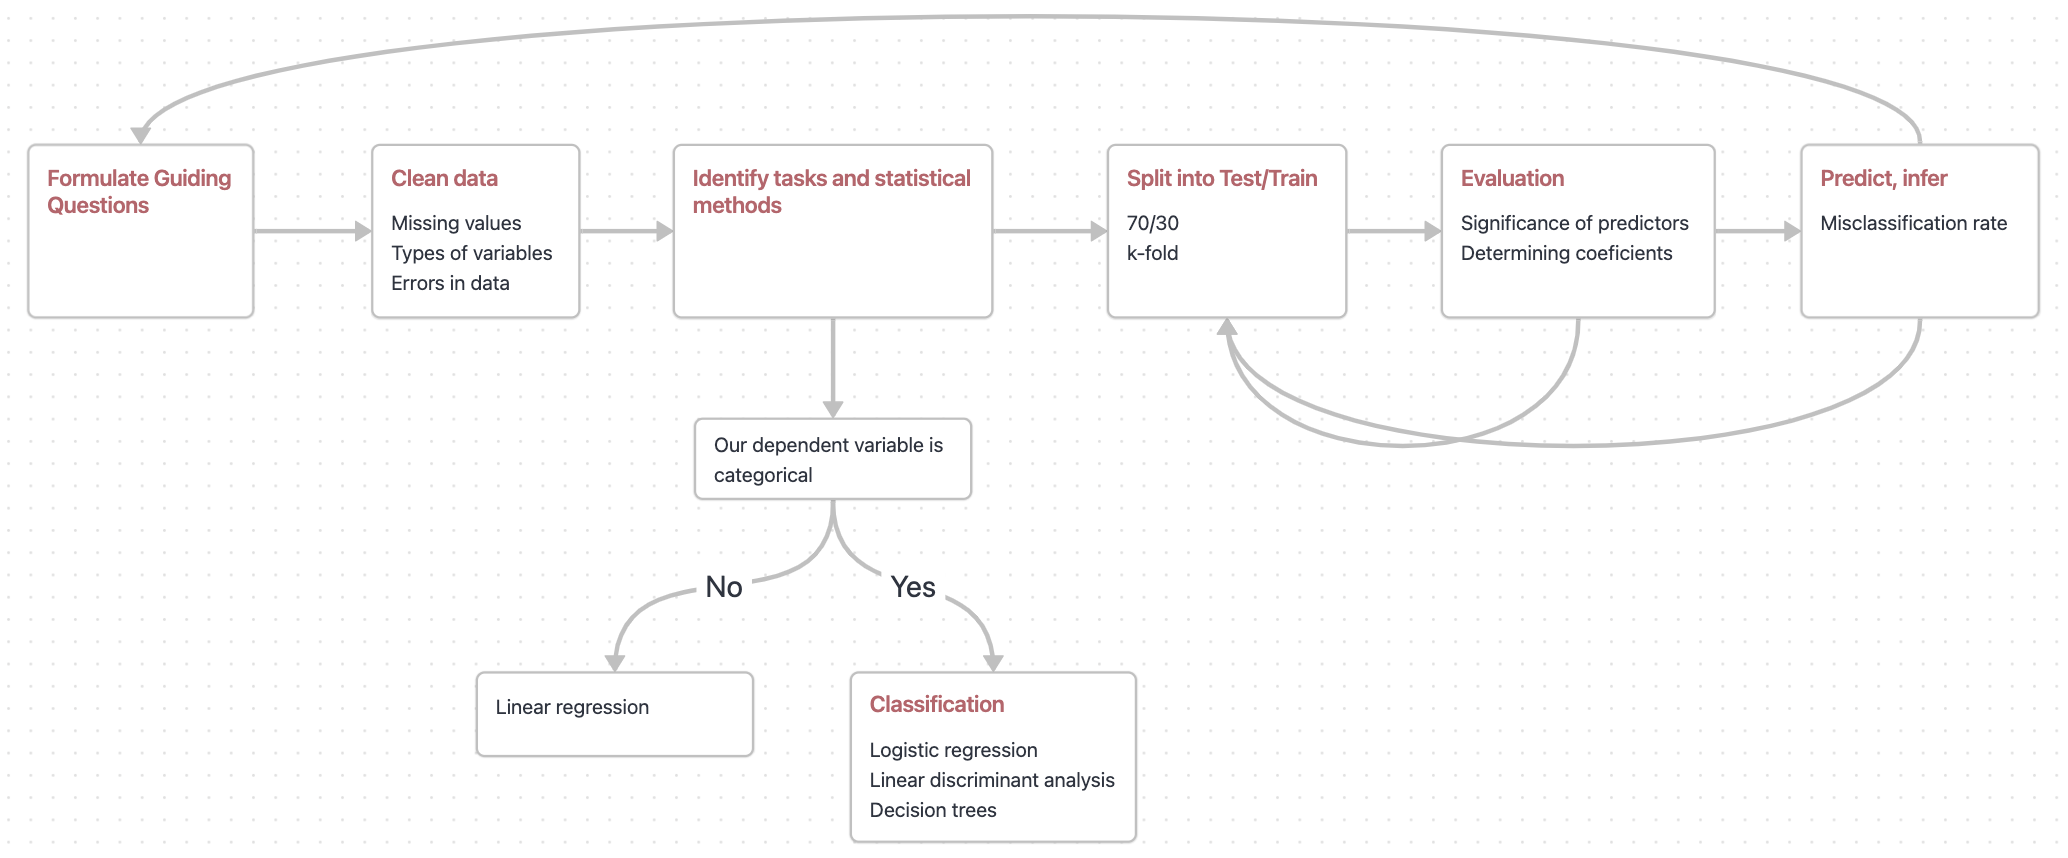 Formulate Guiding
Questions
Clean data
Missing values
Types of variables
Errors in data
Identify tasks and statistical
methods
Split into Test/Train
70/30
k-fold
Evaluation
Significance of predictors
Determining coeficients
Predict, infer
Misclassification rate
Our dependent variable is
categorical
No
Yes
Linear regression
Classification
Logistic regression
Linear discriminant analysis
Decision trees